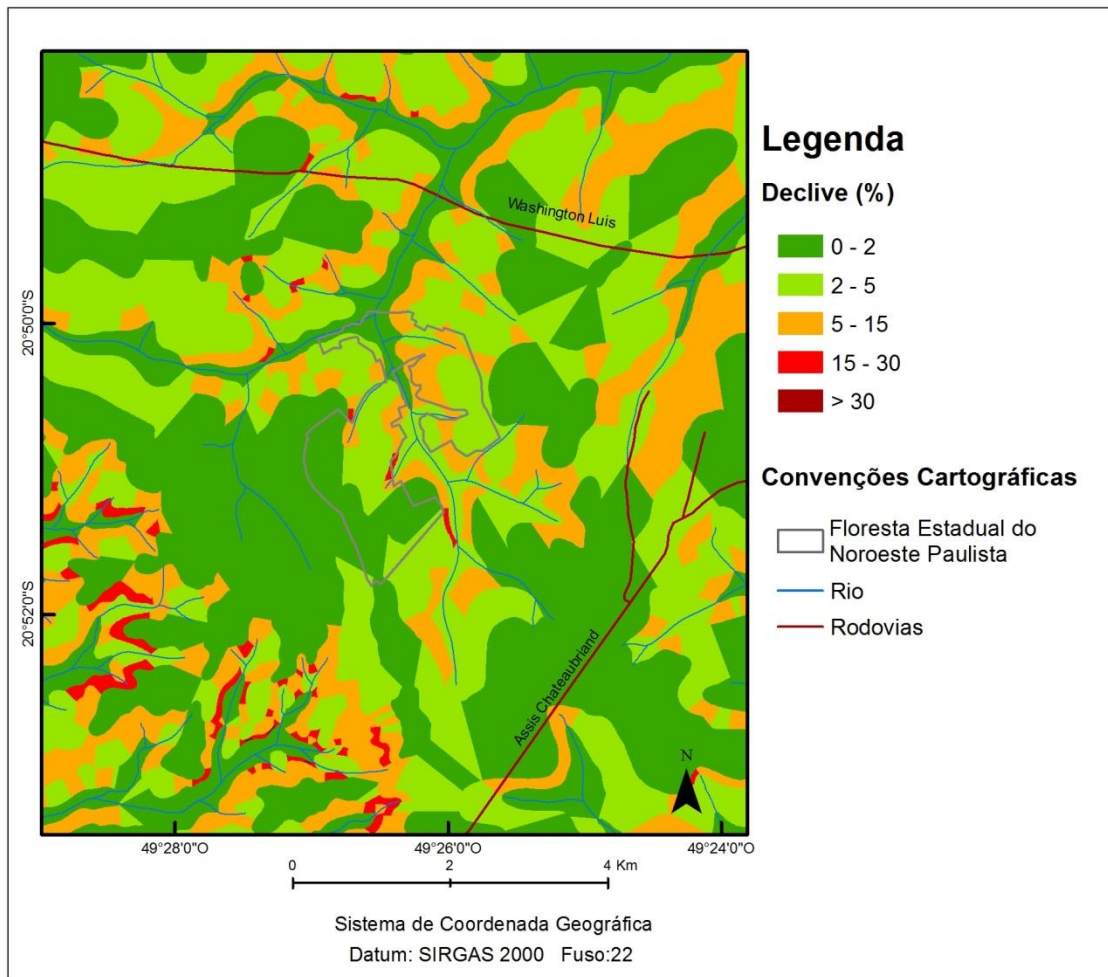 Legenda
Declive (%)
0 - 2
2 - 5
5 - 15
15 - 30
> 30
Convenções Cartográficas
Floresta Estadual do
Noroeste Paulista
Rio
Rodovias
Washington Luis
Assis Chateaubriand
N
20°50'0"S
20°52'0"S
49°28'0"O
49°26'0"O
49°24'0"O
0
2
4 Km
Sistema de Coordenada Geográfica
Datum: SIRGAS 2000 Fuso:22